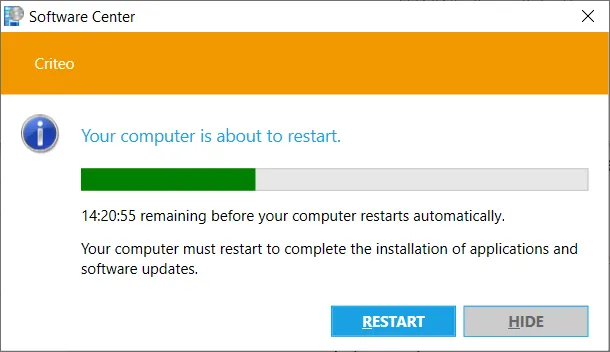 Software Center
Criteo
Your computer is about to restart.
14:20:55 remaining before your computer restarts automatically.
Your computer must restart to complete the installation of applications and
software updates.
RESTART HIDE